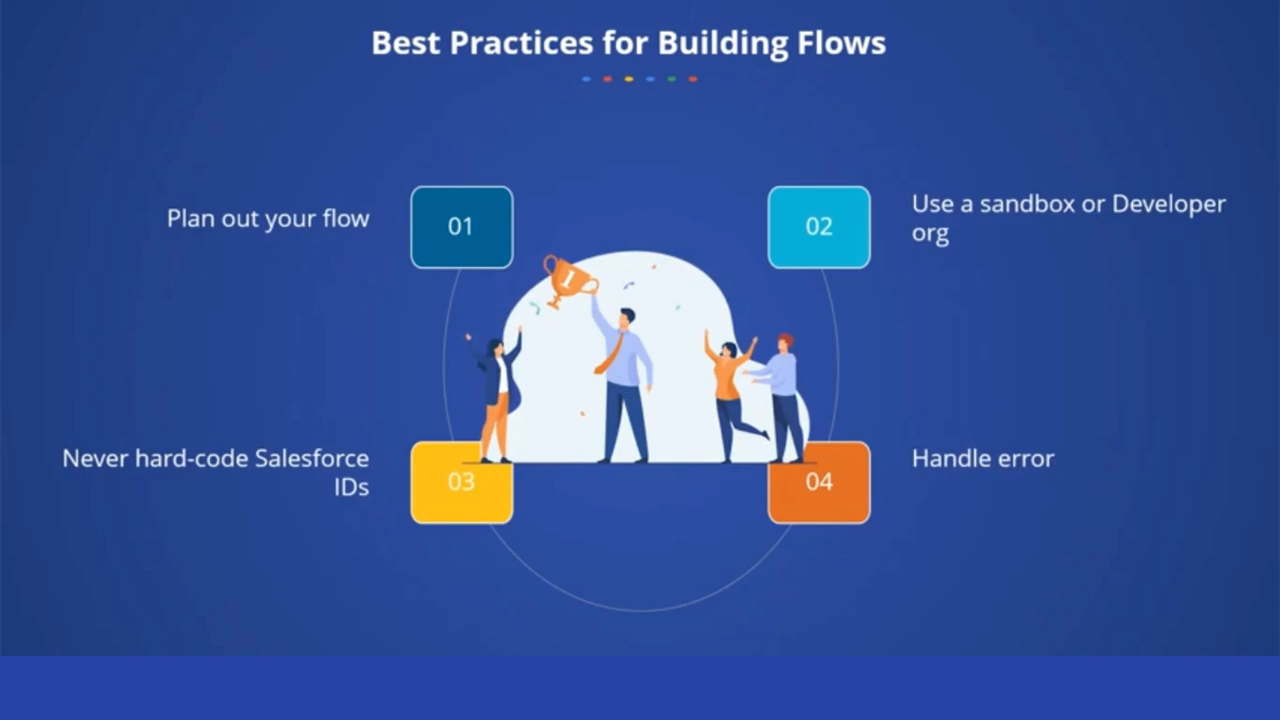 Best Practices for Building Flows
Plan out your flow
01
02
Use a sandbox or Developer
org
1
Never hard-code Salesforce
IDs
03
04
Handle error